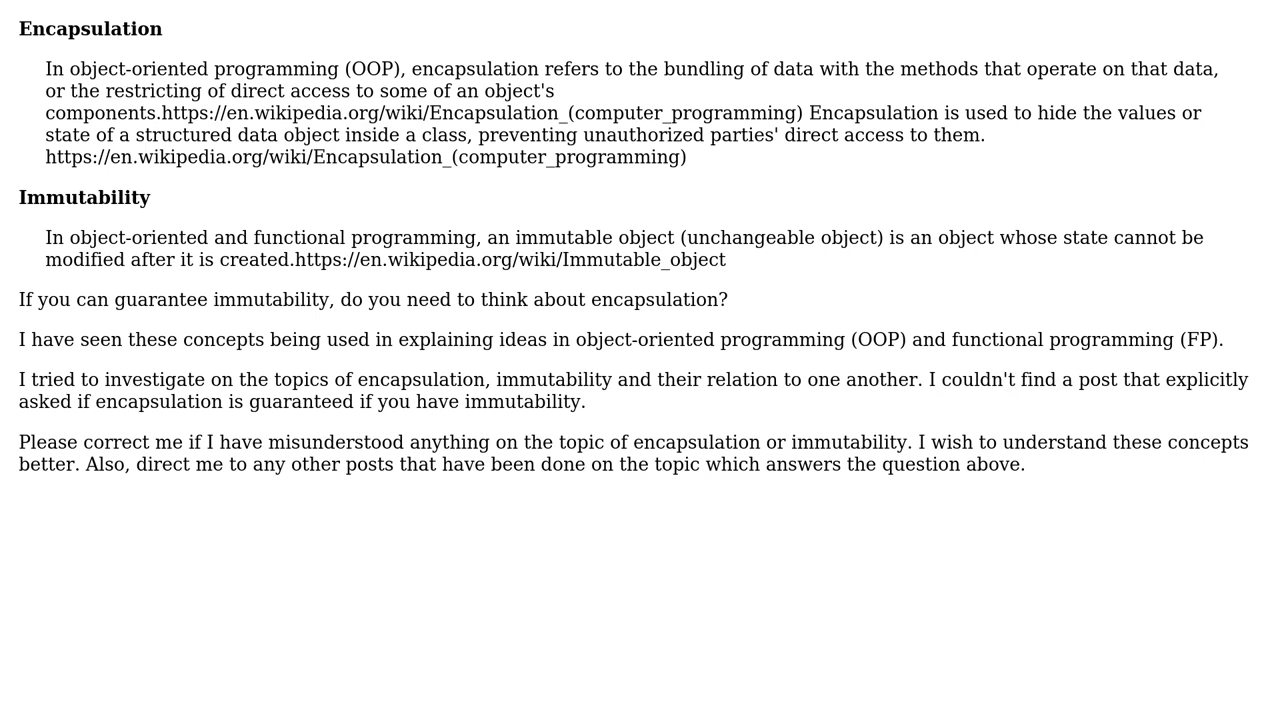 Encapsulation
In object-oriented programming (OOP), encapsulation refers to the bundling of data with the methods that operate on that data,
or the restricting of direct access to some of an object's
components.https://en.wikipedia.org/wiki/Encapsulation_(computer_programming) Encapsulation is used to hide the values or
state of a structured data object inside a class, preventing unauthorized parties' direct access to them.
https://en.wikipedia.org/wiki/Encapsulation_(computer_programming)
Immutability
In object-oriented and functional programming, an immutable object (unchangeable object) is an object whose state cannot be
modified after it is created.https://en.wikipedia.org/wiki/Immutable_object
If you can guarantee immutability, do you need to think about encapsulation?
I have seen these concepts being used in explaining ideas in object-oriented programming (OOP) and functional programming (FP).
I tried to investigate on the topics of encapsulation, immutability and their relation to one another. I couldn't find a post that explicitly
asked if encapsulation is guaranteed if you have immutability.
Please correct me if I have misunderstood anything on the topic of encapsulation or immutability. I wish to understand these concepts
better. Also, direct me to any other posts that have been done on the topic which answers the question above.